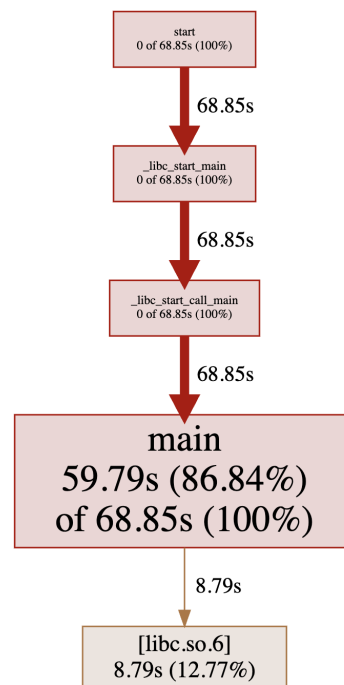 start
0 of 68.85s (100%)
68.85s
_libc_start_main
0 of 68.85s (100%)
68.85s
_libc_start_call_main
0 of 68.85s (100%)
68.85s
main
59.79s (86.84%)
of 68.85s (100%)
8.79s
[libc.so.6]
8.79s (12.77%)